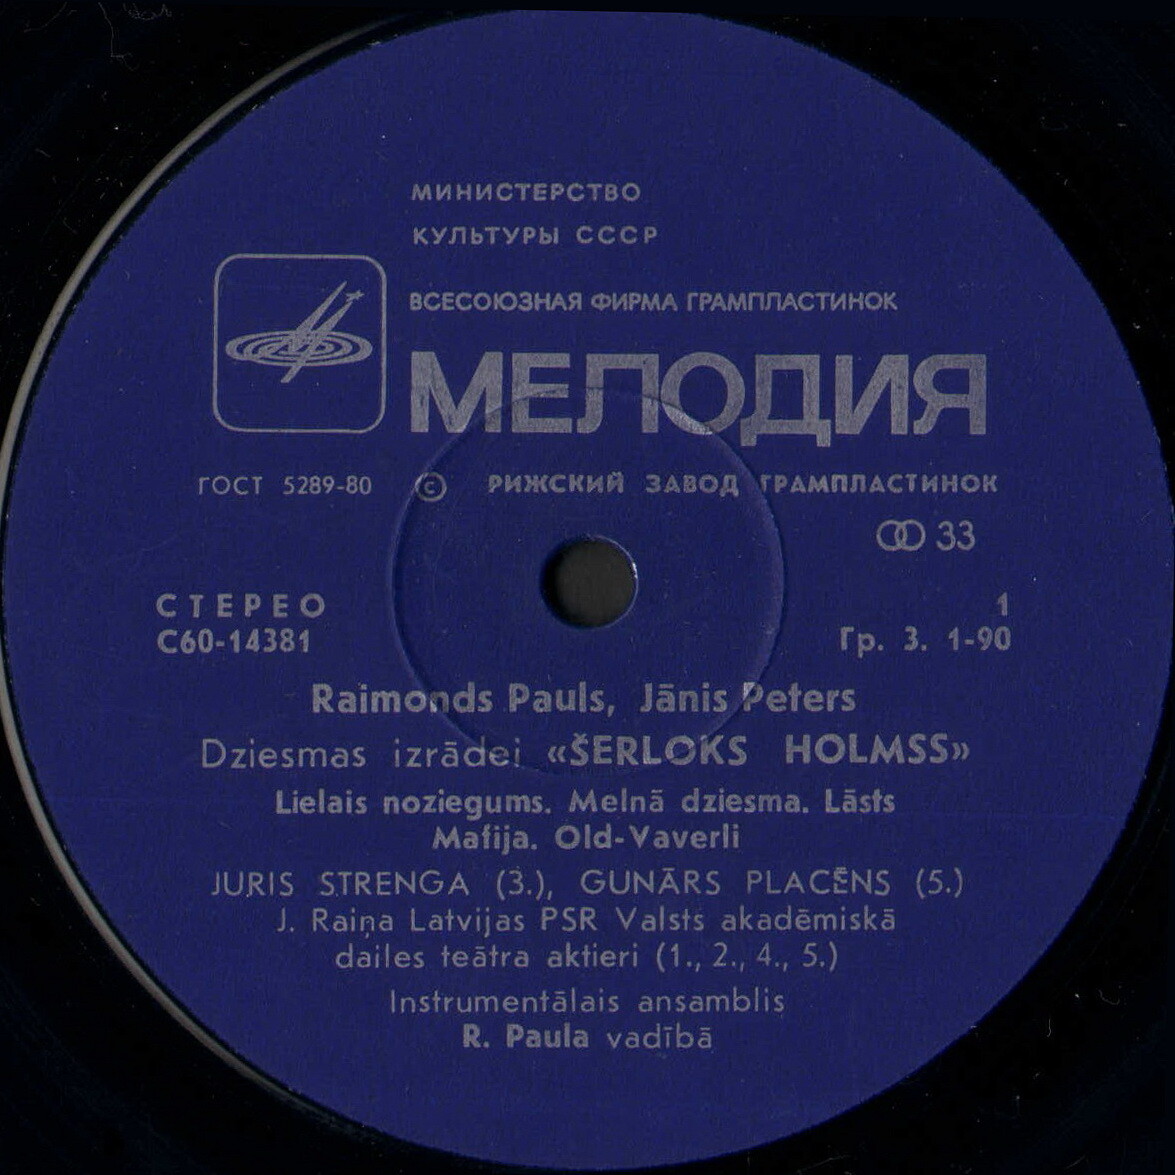 МИНИСТЕРСТВО
КУЛЬТУРЫ СССР
ВСЕСОЮЗНАЯ ФИРМА ГРАМПЛАСТИНОК
МЕЛОДИЯ
ГОСТ 5289-80 © РИЖСКИЙ ЗАВОД ГРАМПЛАСТИНОК
33
СТЕРЕО 1
С60-14381 Гр. 3. 1-90
Raimonds Pauls, Jānis Peters
Dziesmas izrādei «ŠERLOKS HOLMSS»
Lielais noziegums. Melnā dziesma. Lāsts
Mafija. Old-Vaverli
JURIS STRENGA (3.), GUNĀRS PLACĒNS (5.)
J. Raiņa Latvijas PSR Valsts akadēmiskā
dailes teātra aktieri (1., 2., 4., 5.)
Instrumentālais ansamblis
R. Paula vadībā